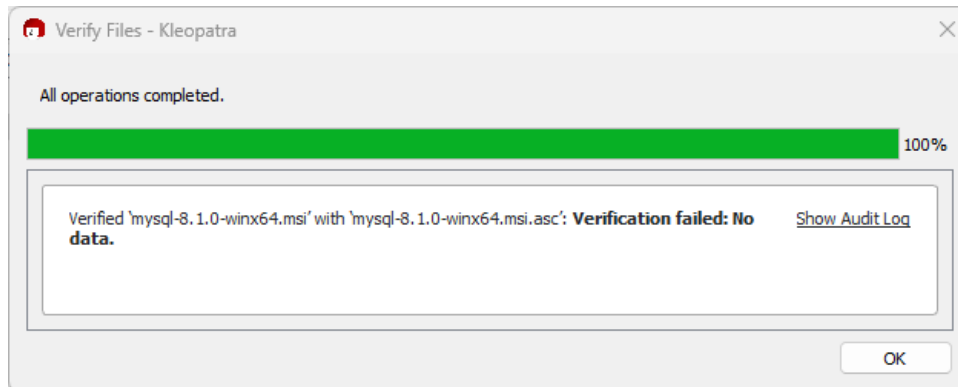 Verify Files - Kleopatra
All operations completed.
100%
Verified 'mysql-8.1.0-winx64.msi' with 'mysql-8.1.0-winx64.msi.asc': Verification failed: No
data.
Show Audit Log
OK